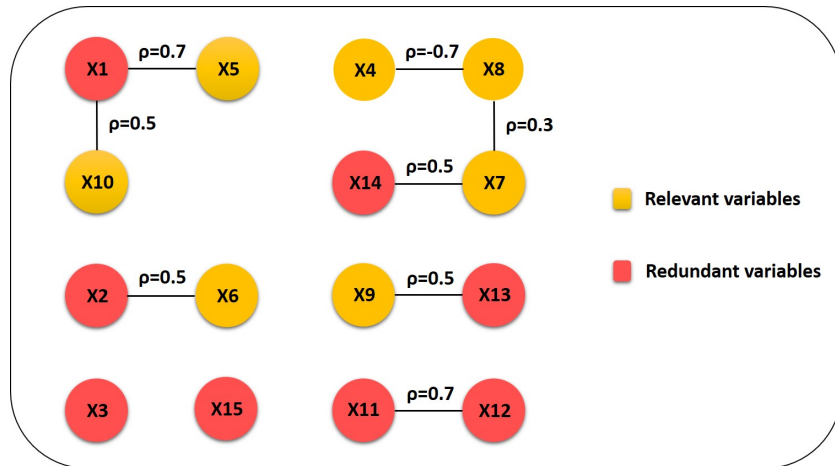 X1
ρ=0.7
X5
X4
ρ=-0.7
X8
ρ=0.5
ρ=0.3
X10
X14
ρ=0.5
X7
Relevant variables
Redundant variables
X2
ρ=0.5
X6
X9
ρ=0.5
X13
X3
X15
X11
ρ=0.7
X12